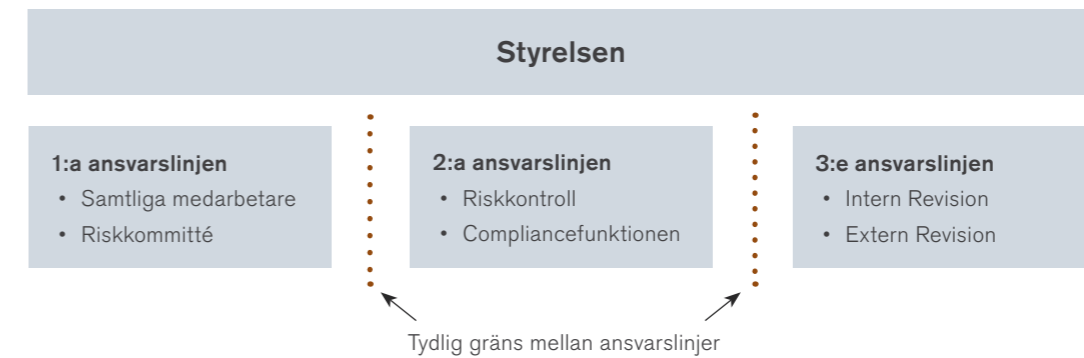 Styrelsen
1:a ansvarslinjen
• Samtliga medarbetare
• Riskkommitté
2:a ansvarslinjen
• Riskkontroll
• Compliancefunktionen
3:e ansvarslinjen
• Intern Revision
• Extern Revision
Tydlig gräns mellan ansvarslinjer